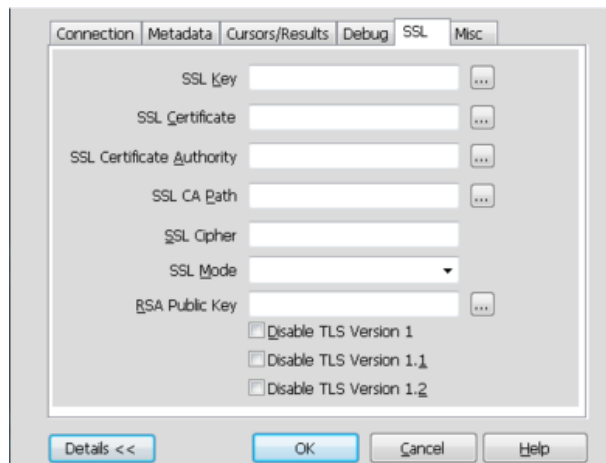 Connection Metadata Cursors/Results Debug SSL Misc
SSL Key ...
SSL Certificate ...
SSL Certificate Authority ...
SSL CA Path ...
SSL Cipher
SSL Mode
RSA Public Key ...
Disable TLS Version 1
Disable TLS Version 1.1
Disable TLS Version 1.2
Details << OK Cancel Help